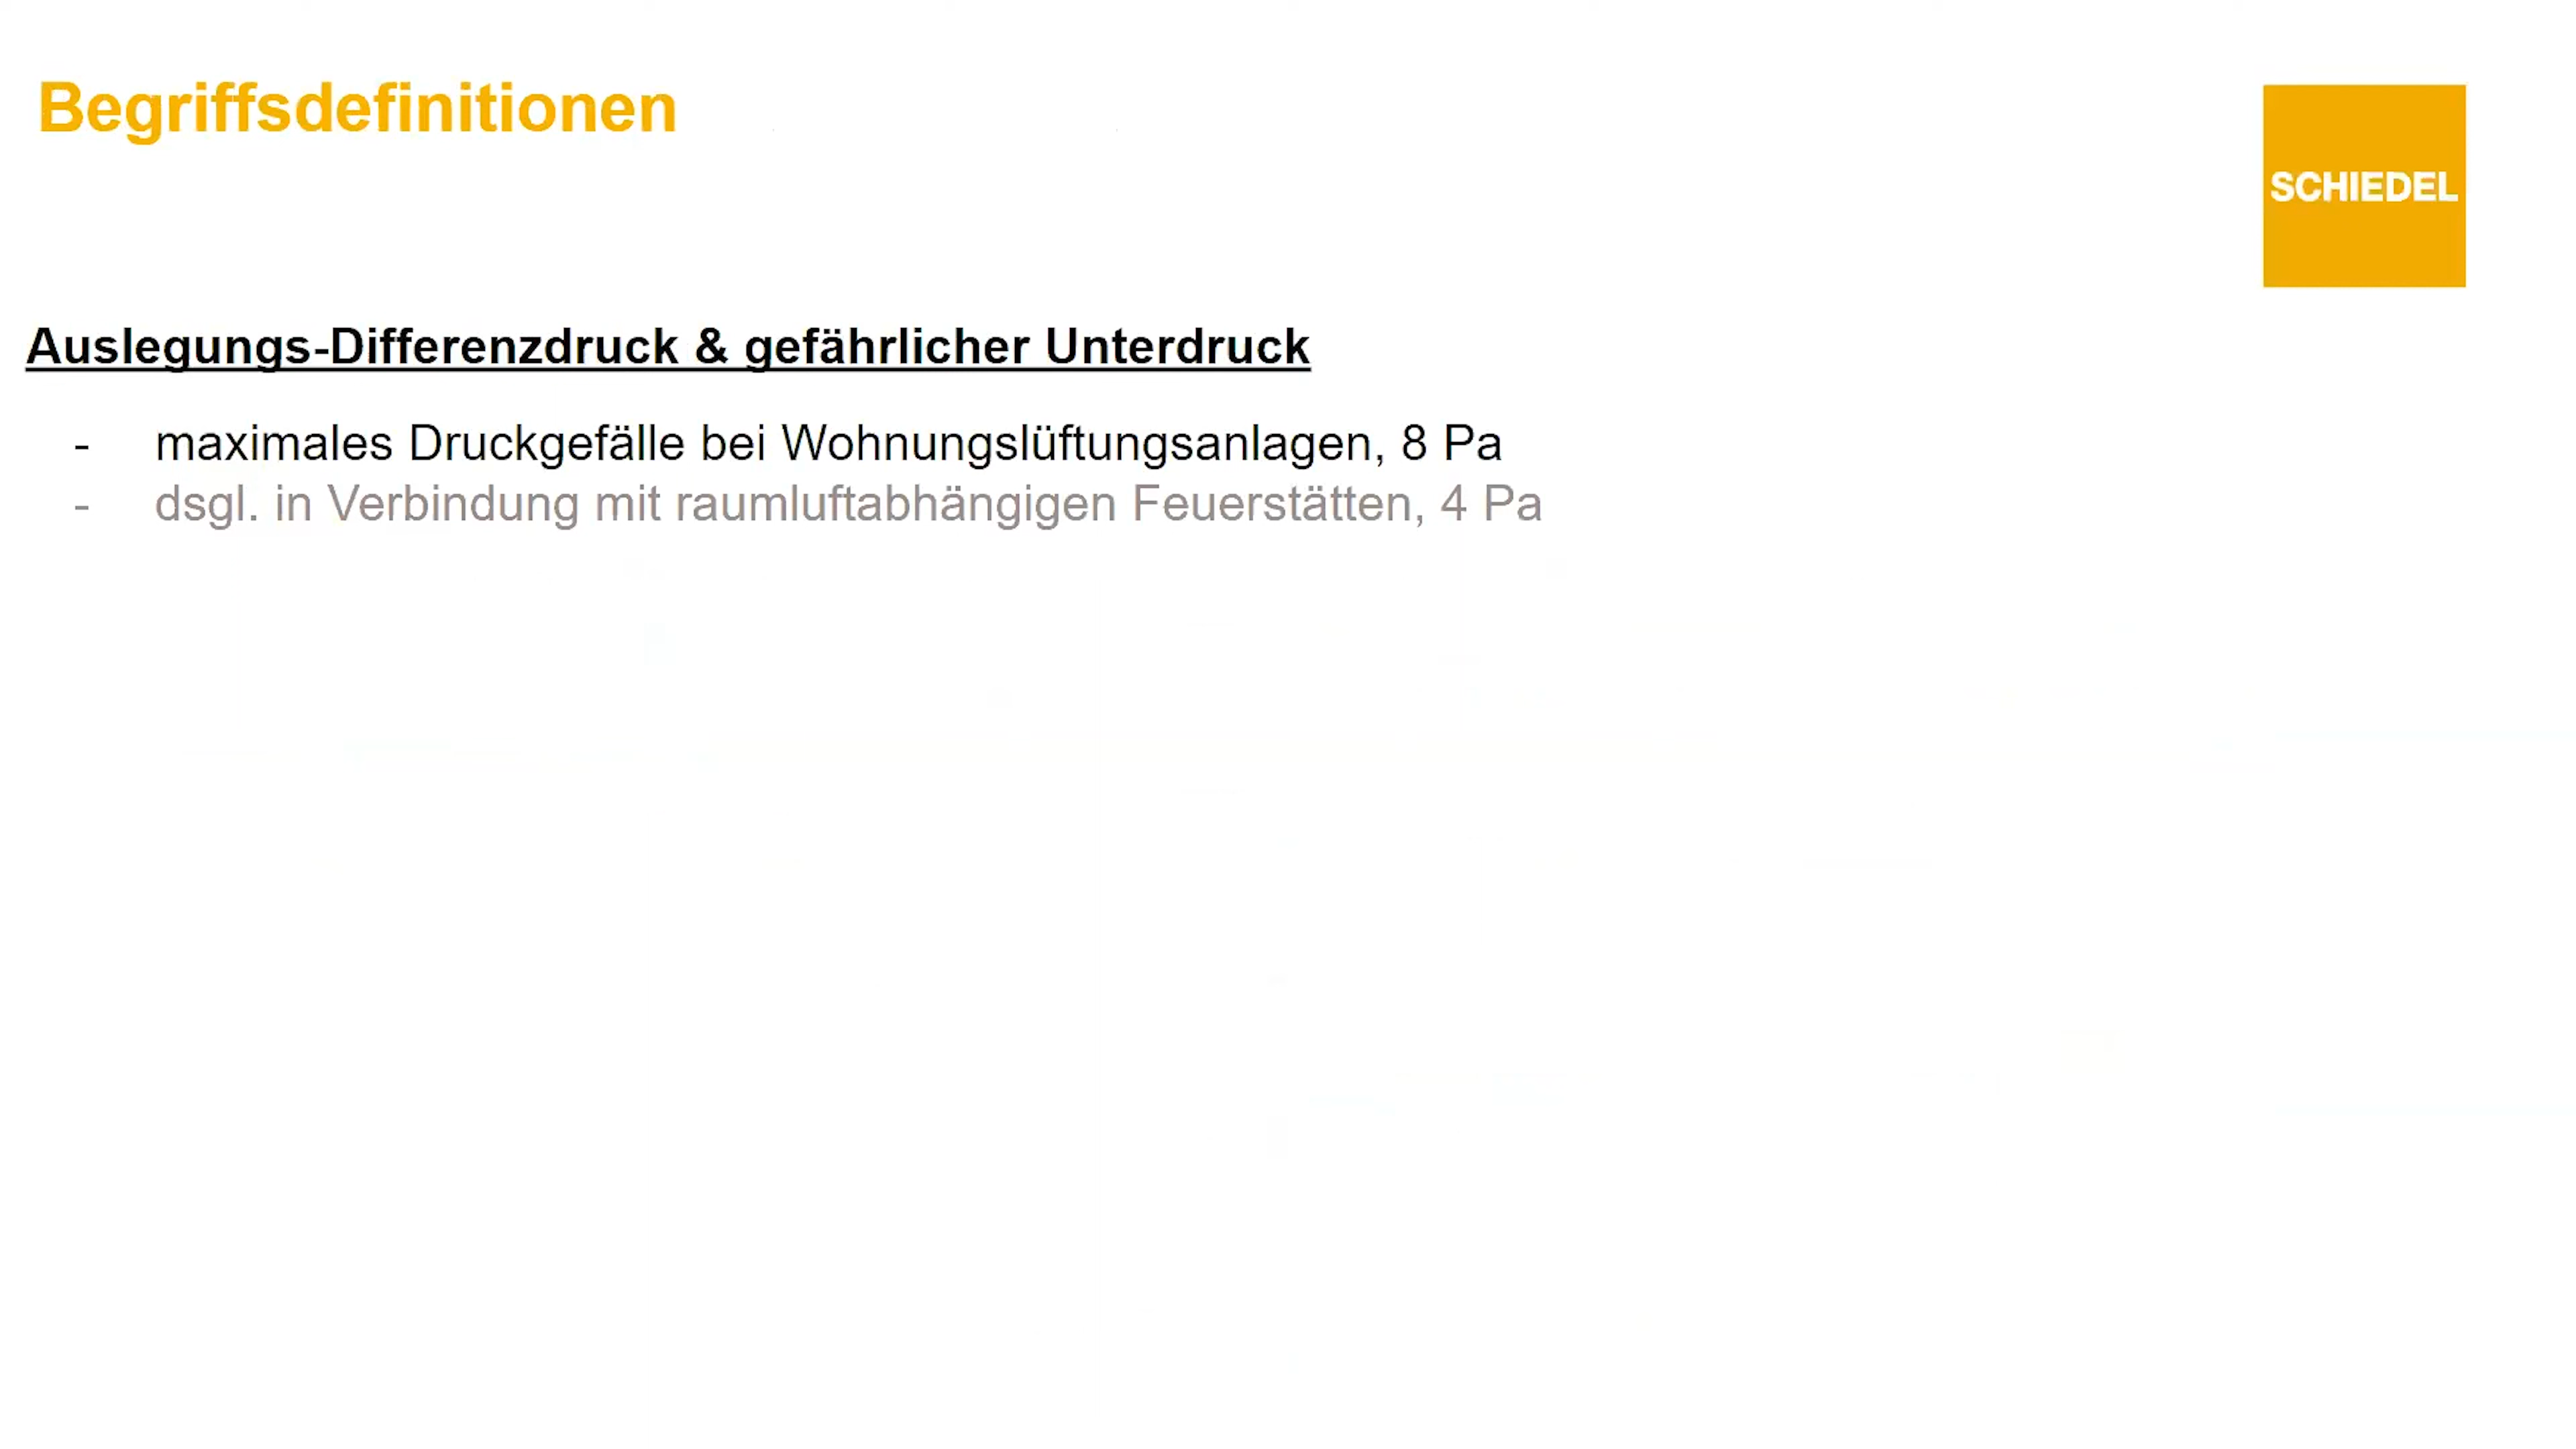 Begriffsdefinitionen
SCHIEDEL
Auslegungs-Differenzdruck & gefährlicher Unterdruck
- maximales Druckgefälle bei Wohnungslüftungsanlagen, 8 Pa
- dsgl. in Verbindung mit raumluftabhängigen Feuerstätten, 4 Pa